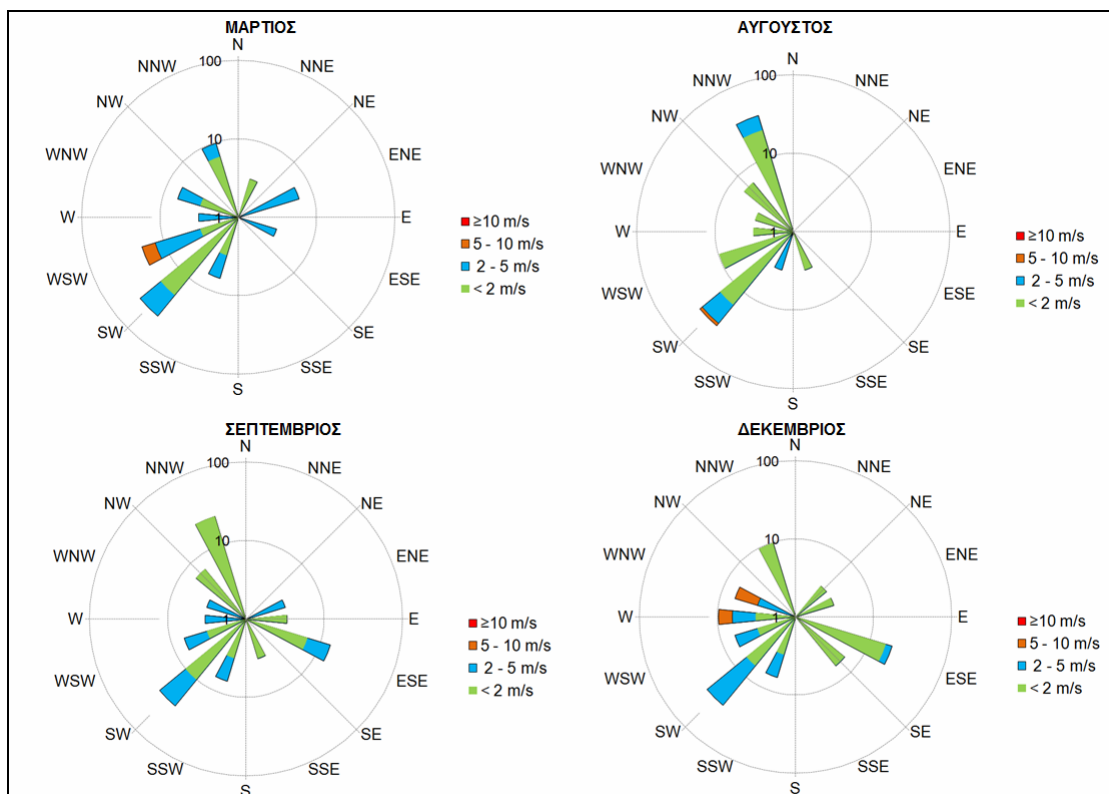 ΜΑΡΤΙΟΣ
N
100
NNW
NNE
NW
NE
10
WNW
ENE
W
1
E
WSW
ESE
SW
SE
SSW
SSE
S
≥10 m/s
5 - 10 m/s
2 - 5 m/s
< 2 m/s
ΑΥΓΟΥΣΤΟΣ
N
100
NNW
NNE
NW
NE
10
WNW
ENE
W
1
E
WSW
ESE
SW
SE
SSW
SSE
S
≥10 m/s
5 - 10 m/s
2 - 5 m/s
< 2 m/s
ΣΕΠΤΕΜΒΡΙΟΣ
N
100
NNW
NNE
NW
NE
10
WNW
ENE
W
1
E
WSW
ESE
SW
SE
SSW
SSE
S
≥10 m/s
5 - 10 m/s
2 - 5 m/s
< 2 m/s
ΔΕΚΕΜΒΡΙΟΣ
N
100
NNW
NNE
NW
NE
10
WNW
ENE
W
1
E
WSW
ESE
SW
SE
SSW
SSE
S
≥10 m/s
5 - 10 m/s
2 - 5 m/s
< 2 m/s